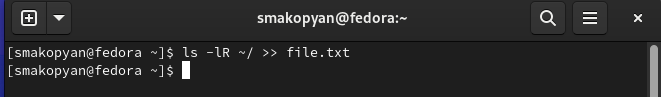 smakopyan@fedora:~
[smakopyan@fedora ~]$ ls -lR ~/ >> file.txt
[smakopyan@fedora ~]$